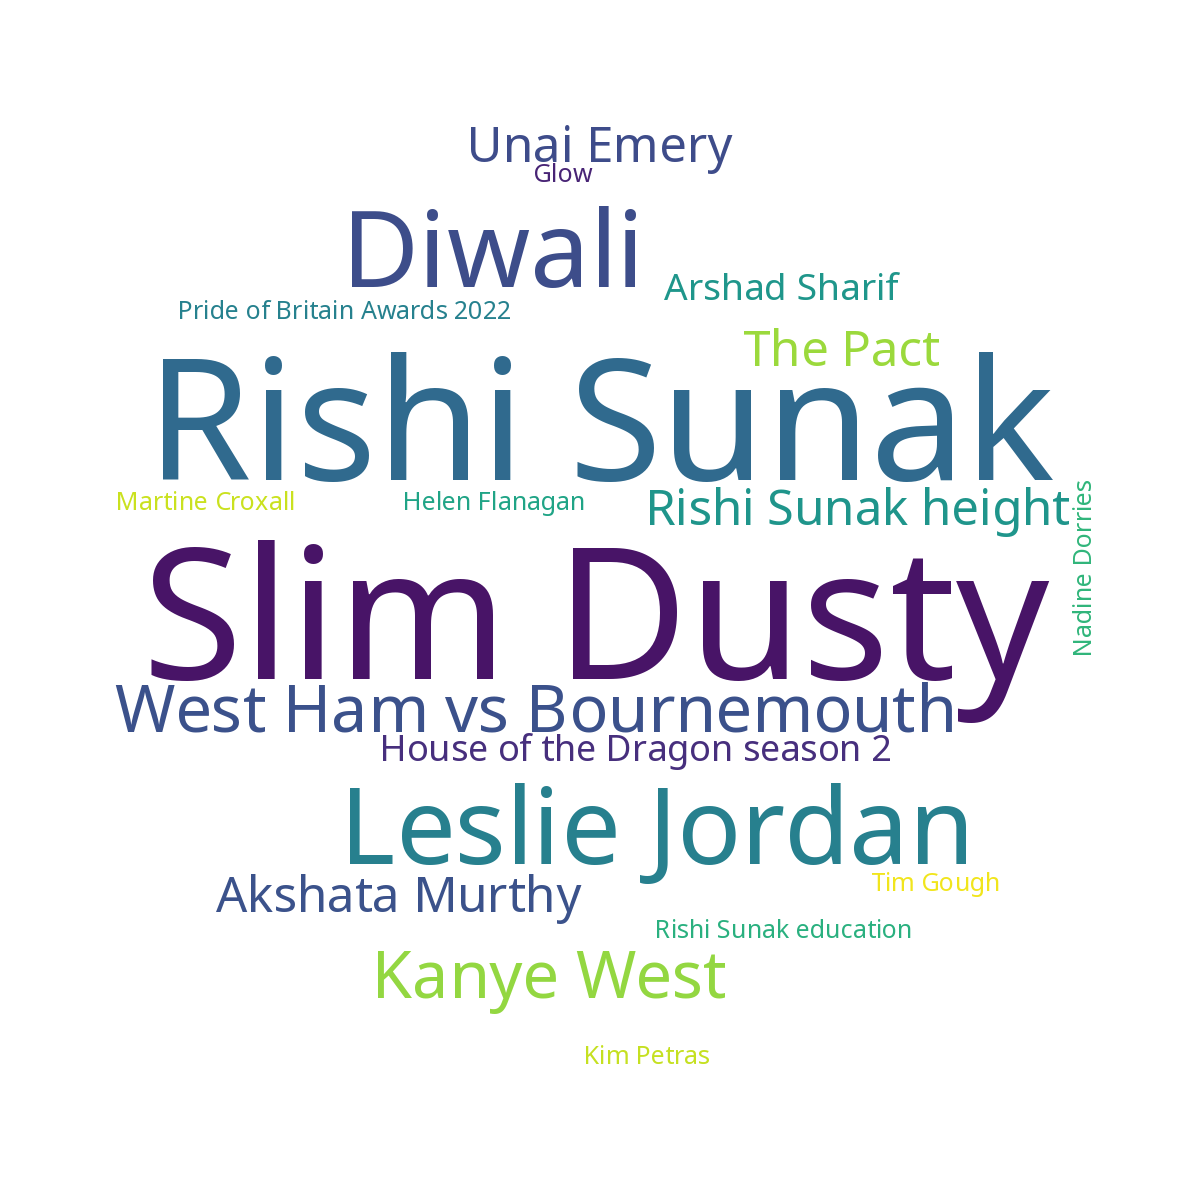 Unai Emery
Glow
Diwali
Arshad Sharif
Pride of Britain Awards 2022
The Pact
Rishi Sunak
Martine Croxall
Helen Flanagan
Rishi Sunak height
Nadine Dorries
Slim Dusty
West Ham vs Bournemouth
House of the Dragon season 2
Leslie Jordan
Tim Gough
Akshata Murthy
Rishi Sunak education
Kanye West
Kim Petras